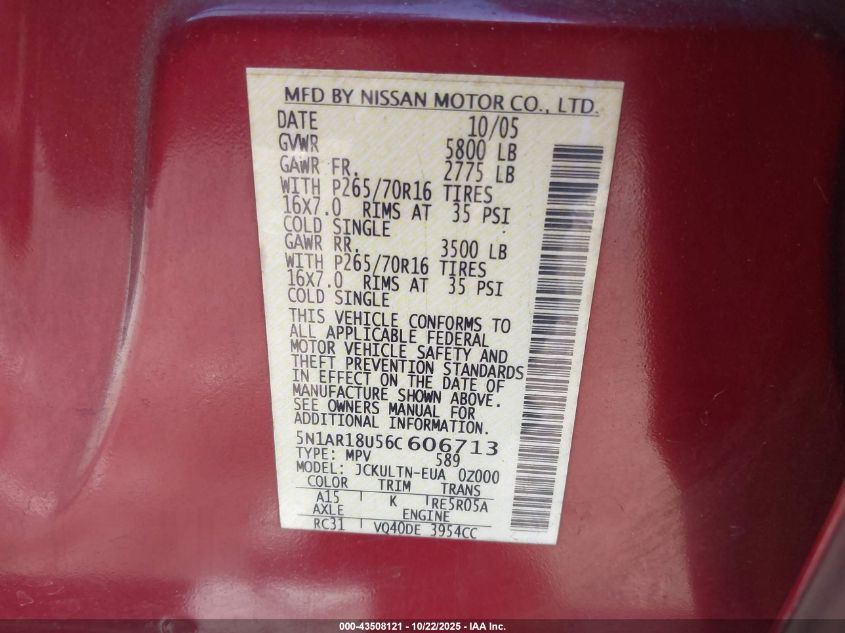 MFD BY NISSAN MOTOR CO., LTD.
DATE 10/05
GVWR 5800 LB
GAWR FR. 2775 LB
WITH P265/70R16 TIRES
16X7.0 RIMS AT 35 PSI
COLD SINGLE
GAWR RR. 3500 LB
WITH P265/70R16 TIRES
16X7.0 RIMS AT 35 PSI
COLD SINGLE
THIS VEHICLE CONFORMS TO
ALL APPLICABLE FEDERAL
MOTOR VEHICLE SAFETY AND
THEFT PREVENTION STANDARDS
IN EFFECT ON THE DATE OF
MANUFACTURE SHOWN ABOVE.
SEE OWNERS MANUAL FOR
ADDITIONAL INFORMATION.
5N1AR18U56C606713
TYPE: MPV 589
MODEL: JCKULTN-EUA 0Z000
COLOR TRIM TRANS
A15 K RE5R05A
AXLE ENGINE
RC31 VQ40DE 3954CC
000-43508121 | 10/22/2025 - IAA Inc.